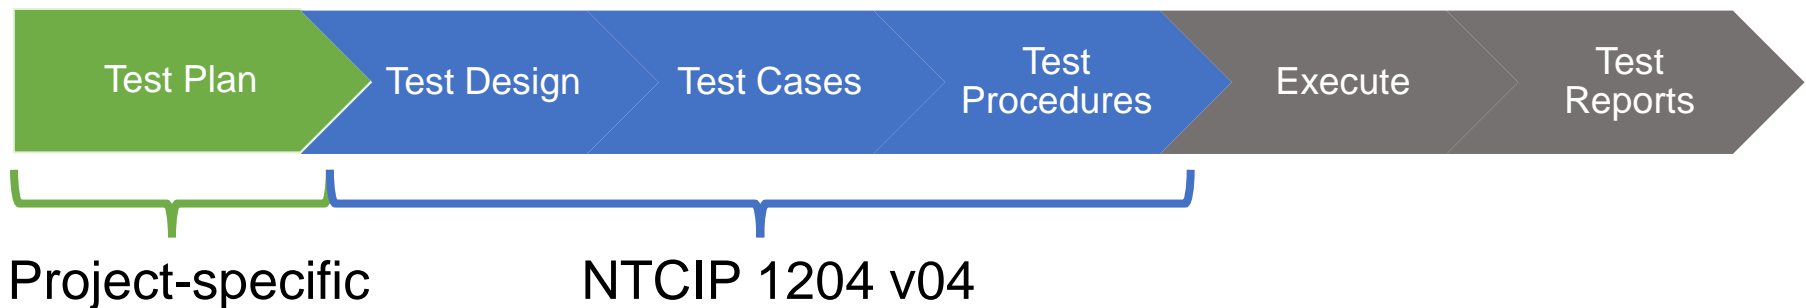 Test Plan
Test Design
Test Cases
Test
Procedures
Execute
Test
Reports
Project-specific
NTCIP 1204 v04